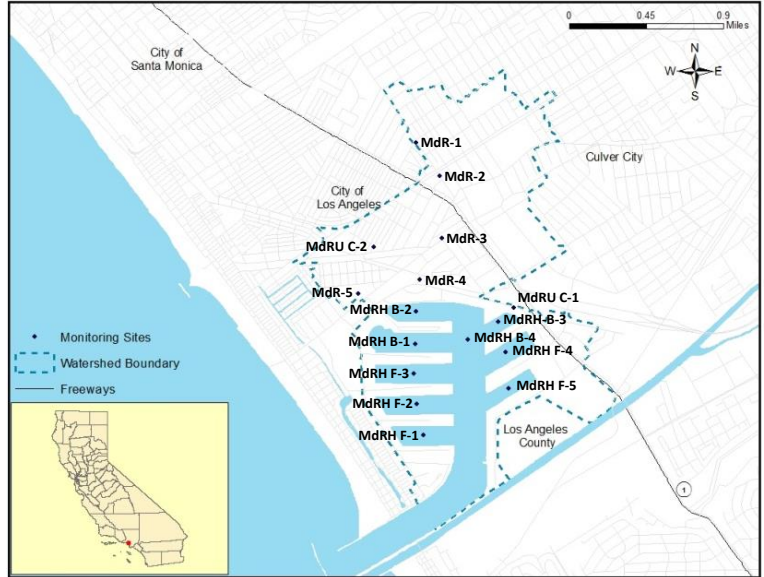 0 0.45 0.9
Miles
N
W E
S
City of
Santa Monica
MdR-1
Culver City
MdR-2
City of
Los Angeles
MdR-3
MdRU C-2
MdR-4
MdR-5
MdRU C-1
MdRH B-2
MdRH-B-3
MdRH B-4
MdRH B-1
MdRH F-4
MdRH F-3
MdRH F-5
MdRH F-2
MdRH F-1
Los Angeles
County
1
Monitoring Sites
Watershed Boundary
Freeways